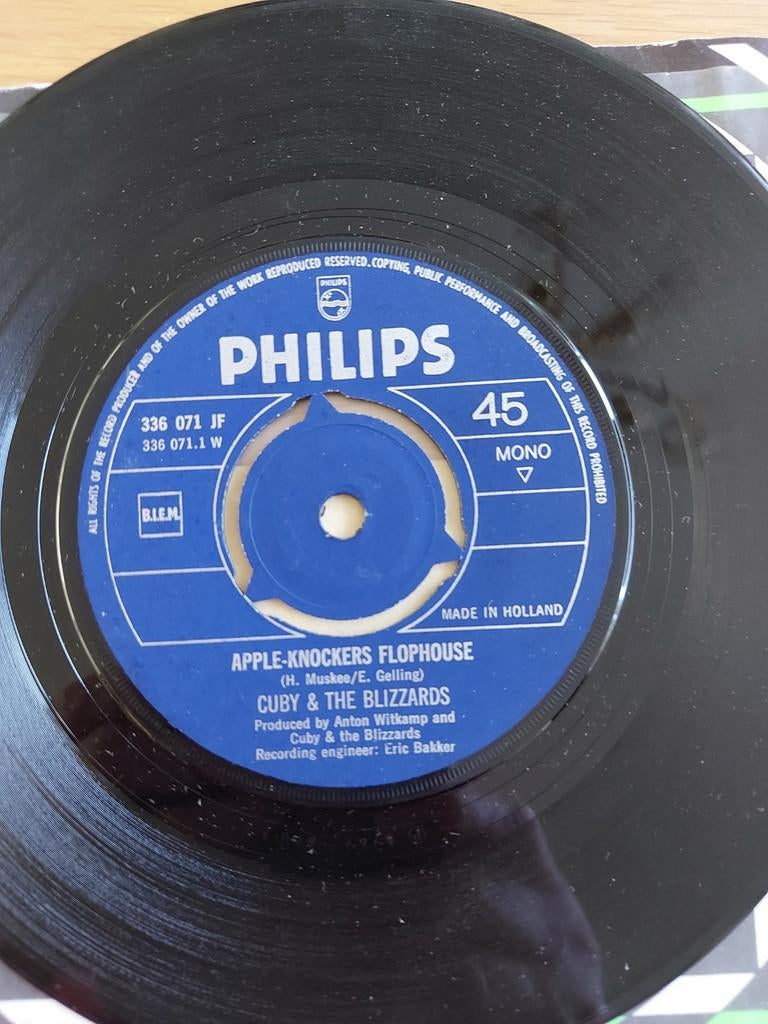 ALL RIGHTS OF THE RECORD PRODUCER AND OF THE OWNER OF THE WORK REPRODUCED RESERVED. COPYING, PUBLIC PERFORMANCE AND BROADCASTING OF THIS RECORD PROHIBITED
PHILIPS
PHILIPS
336 071 JF
336 071.1 W
45
MONO
B.I.E.M.
MADE IN HOLLAND
APPLE-KNOCKERS FLOPHOUSE
(H. Muskee/E. Gelling)
CUBY & THE BLIZZARDS
Produced by Anton Witkamp and
Cuby & the Blizzards
Recording engineer: Eric Bakker